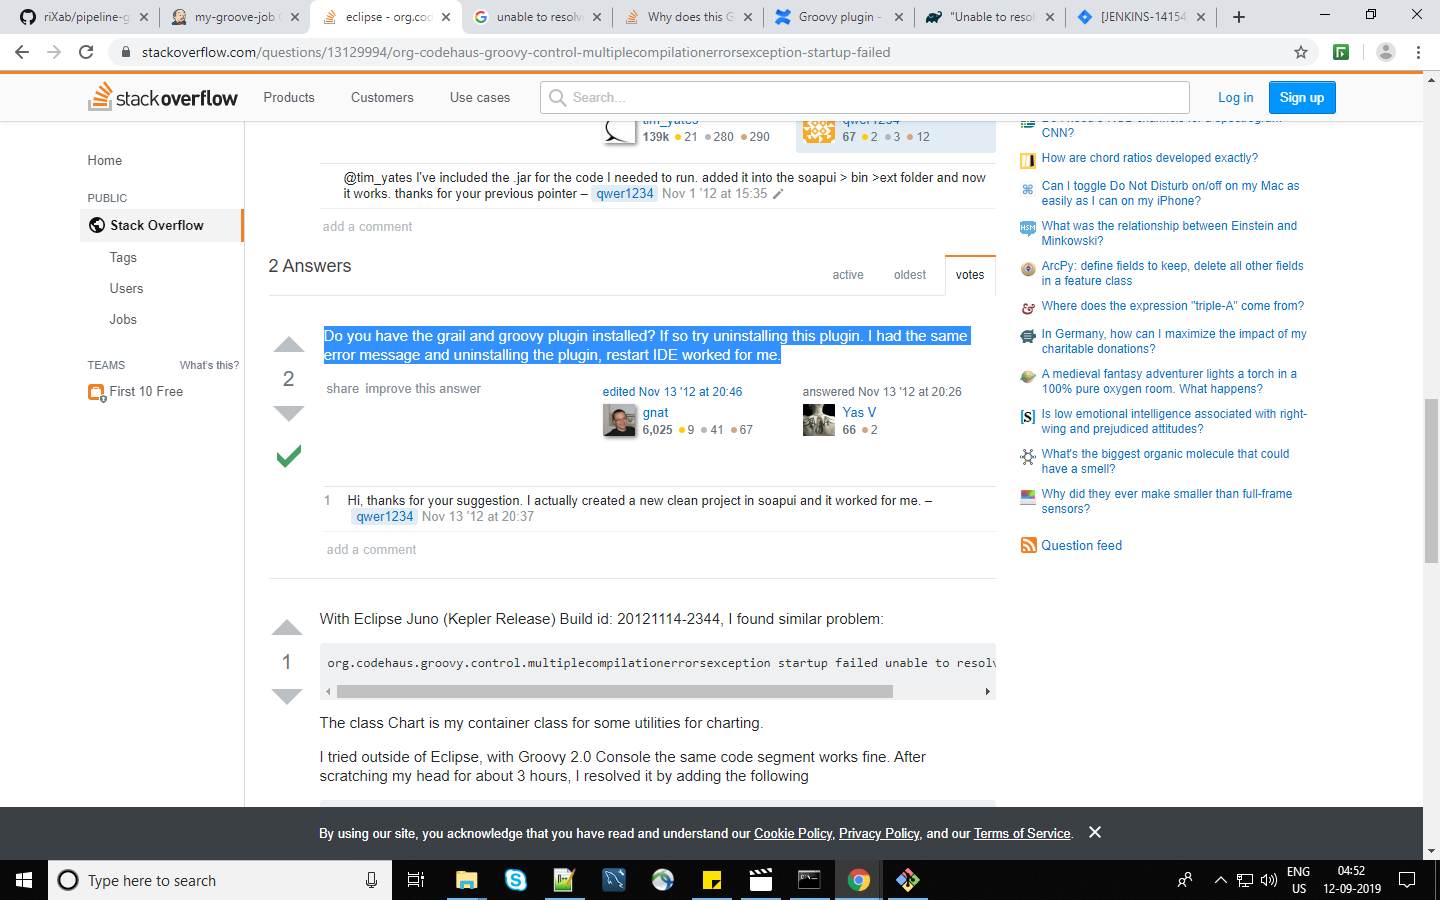 riXab/pipeline-g
my-groove-job
eclipse - org.cod
unable to resolv
Why does this G
Groovy plugin -
"Unable to reso
[JENKINS-14154
stackoverflow.com/questions/13129994/org-codehaus-groovy-control-multiplecompilationerrorsexception-startup-failed
stackoverflow
Products
Customers
Use cases
Search...
Log in
Sign up
Home
PUBLIC
Stack Overflow
Tags
Users
Jobs
TEAMS
What's this?
First 10 Free
tim_yates
139k 21 280 290
qwer1234
67 2 3 12
@tim_yates I've included the .jar for the code I needed to run. added it into the soapui > bin >ext folder and now
it works. thanks for your previous pointer – qwer1234 Nov 1 '12 at 15:35
add a comment
2 Answers
active
oldest
votes
Do you have the grail and groovy plugin installed? If so try uninstalling this plugin. I had the same
error message and uninstalling the plugin, restart IDE worked for me.
2
share improve this answer
edited Nov 13 '12 at 20:46
gnat
6,025 9 41 67
answered Nov 13 '12 at 20:26
Yas V
66 2
1 Hi, thanks for your suggestion. I actually created a new clean project in soapui and it worked for me. –
qwer1234 Nov 13 '12 at 20:37
add a comment
1
With Eclipse Juno (Kepler Release) Build id: 20121114-2344, I found similar problem:
org.codehaus.groovy.control.multiplecompilationerrorsexception startup failed unable to resolv
The class Chart is my container class for some utilities for charting.
I tried outside of Eclipse, with Groovy 2.0 Console the same code segment works fine. After
scratching my head for about 3 hours, I resolved it by adding the following
CNN?
How are chord ratios developed exactly?
Can I toggle Do Not Disturb on/off on my Mac as
easily as I can on my iPhone?
HSM
What was the relationship between Einstein and
Minkowski?
ArcPy: define fields to keep, delete all other fields
in a feature class
Where does the expression "triple-A" come from?
In Germany, how can I maximize the impact of my
charitable donations?
A medieval fantasy adventurer lights a torch in a
100% pure oxygen room. What happens?
[S]
Is low emotional intelligence associated with right-
wing and prejudiced attitudes?
What's the biggest organic molecule that could
have a smell?
Why did they ever make smaller than full-frame
sensors?
Question feed
By using our site, you acknowledge that you have read and understand our Cookie Policy, Privacy Policy, and our Terms of Service.
Type here to search
ENG
US
04:52
12-09-2019